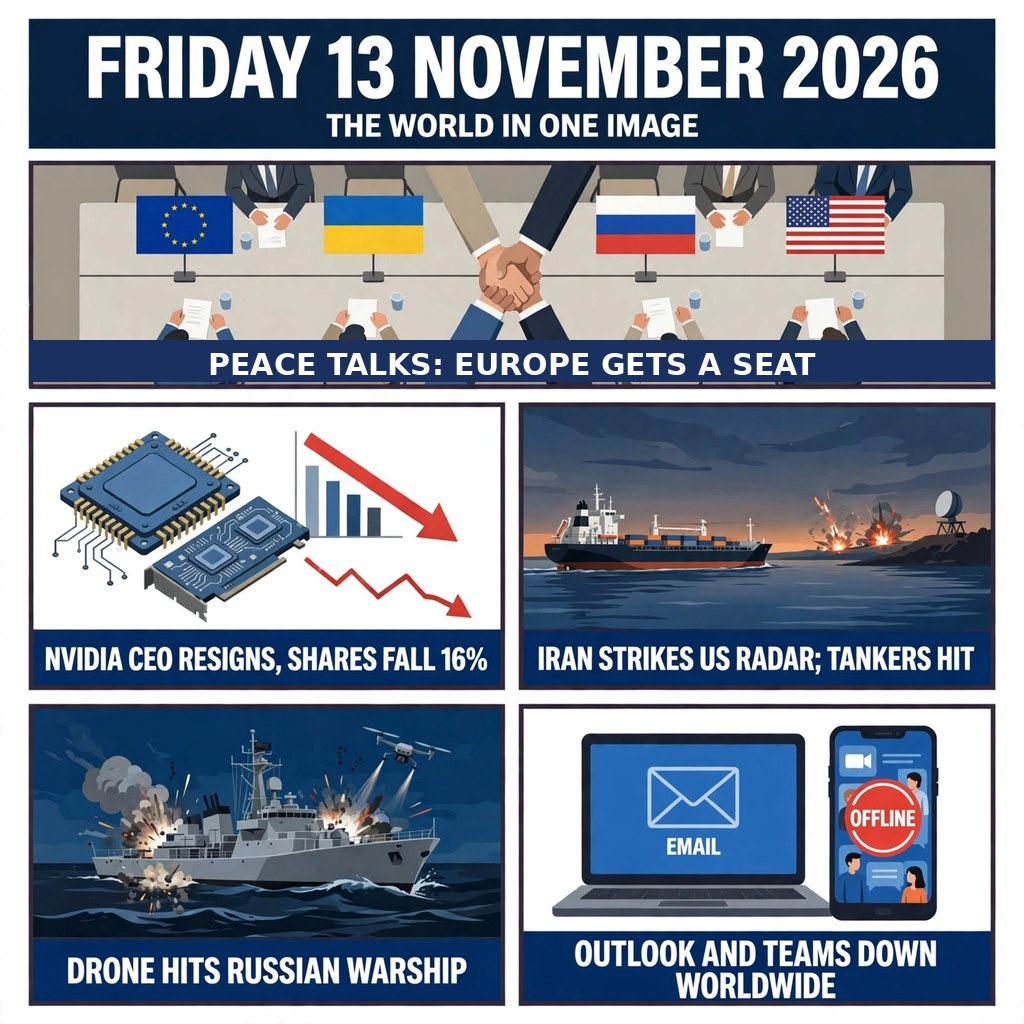 FRIDAY 13 NOVEMBER 2026
THE WORLD IN ONE IMAGE
PEACE TALKS: EUROPE GETS A SEAT
NVIDIA CEO RESIGNS, SHARES FALL 16%
IRAN STRIKES US RADAR; TANKERS HIT
DRONE HITS RUSSIAN WARSHIP
EMAIL
OFFLINE
OUTLOOK AND TEAMS DOWN
WORLDWIDE